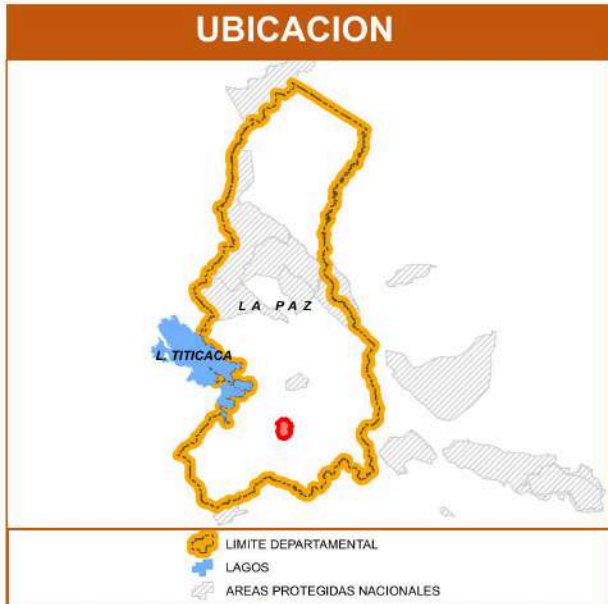 UBICACION
LA PAZ
L. TITICACA
LIMITE DEPARTAMENTAL
LAGOS
AREAS PROTEGIDAS NACIONALES